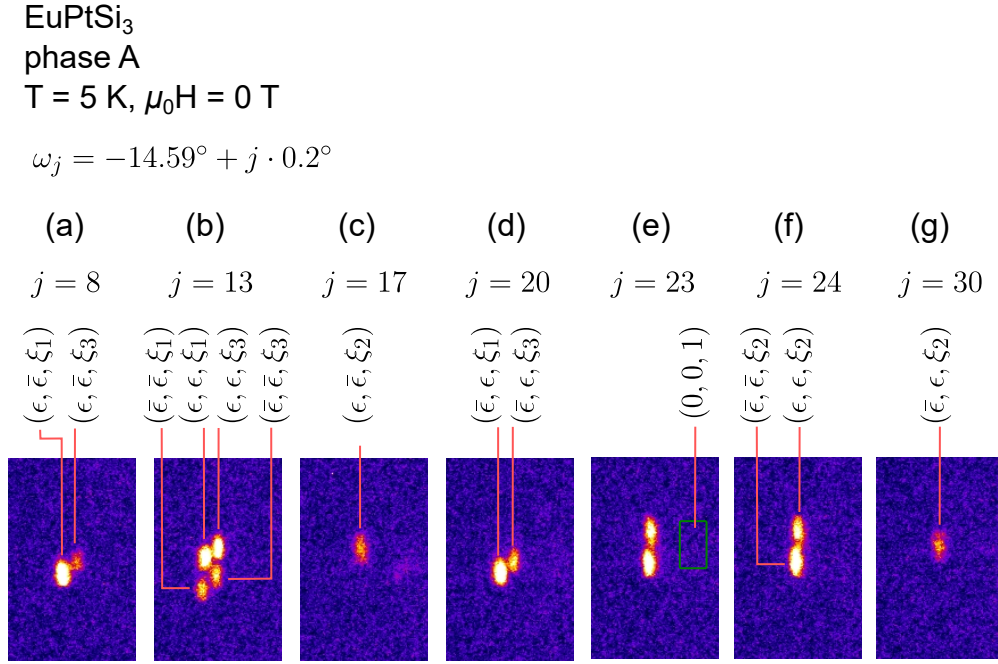 EuPtSi₃
phase A
T = 5 K, μ₀H = 0 T
ω_j = −14.59° + j · 0.2°
(a) (b) (c) (d) (e) (f) (g)
j = 8 j = 13 j = 17 j = 20 j = 23 j = 24 j = 30
(ϵ, ϵ̄, ξ₁)
(ϵ, ϵ̄, ξ₃)
(ϵ̄, ϵ̄, ξ₁)
(ϵ, ϵ, ξ₁)
(ϵ, ϵ, ξ₃)
(ϵ̄, ϵ̄, ξ₃)
(ϵ, ϵ̄, ξ₂)
(ϵ̄, ϵ, ξ₁)
(ϵ̄, ϵ, ξ₃)
(0, 0, 1)
(ϵ̄, ϵ̄, ξ₂)
(ϵ, ϵ, ξ₂)
(ϵ̄, ϵ, ξ₂)